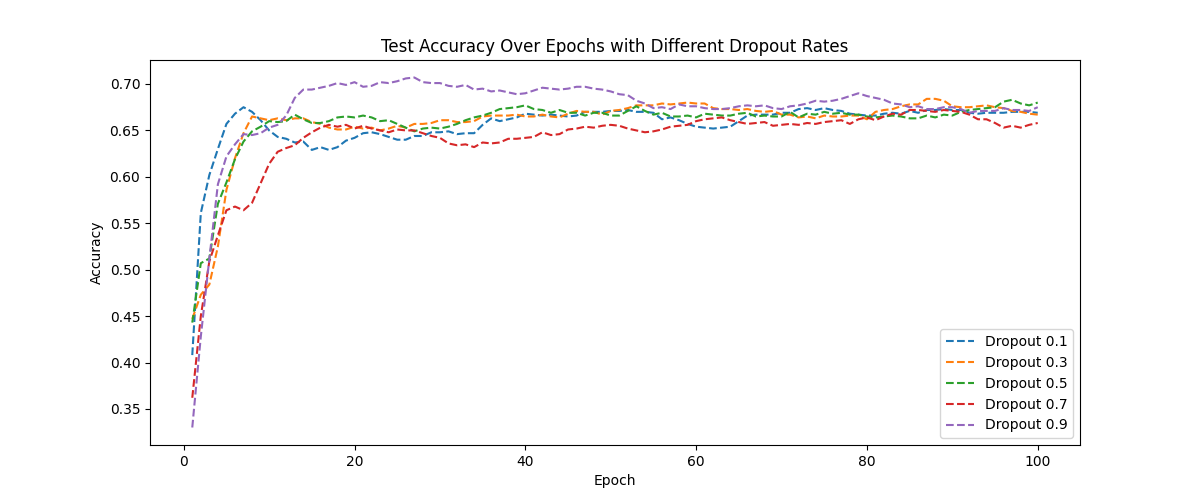 Test Accuracy Over Epochs with Different Dropout Rates
Accuracy
0.70
0.65
0.60
0.55
0.50
0.45
0.40
0.35
Dropout 0.1
Dropout 0.3
Dropout 0.5
Dropout 0.7
Dropout 0.9
0 20 40 60 80 100
Epoch